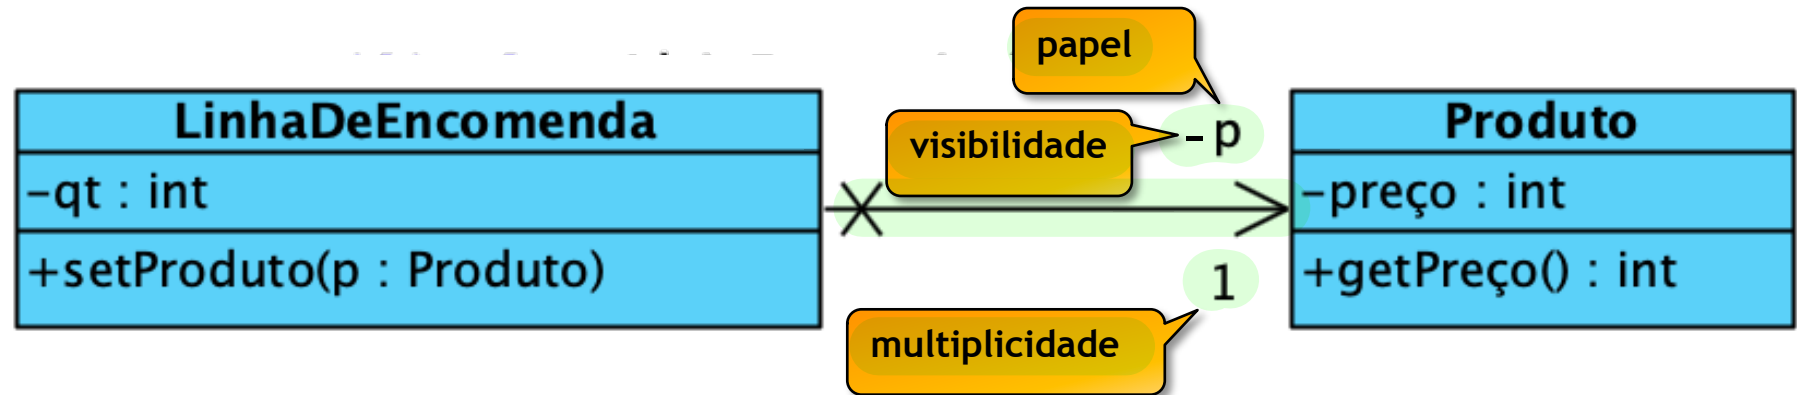 papel
LinhaDeEncomenda
Produto
visibilidade
-p
-qt : int
-preço : int
+setProduto(p : Produto)
+getPreço() : int
1
multiplicidade